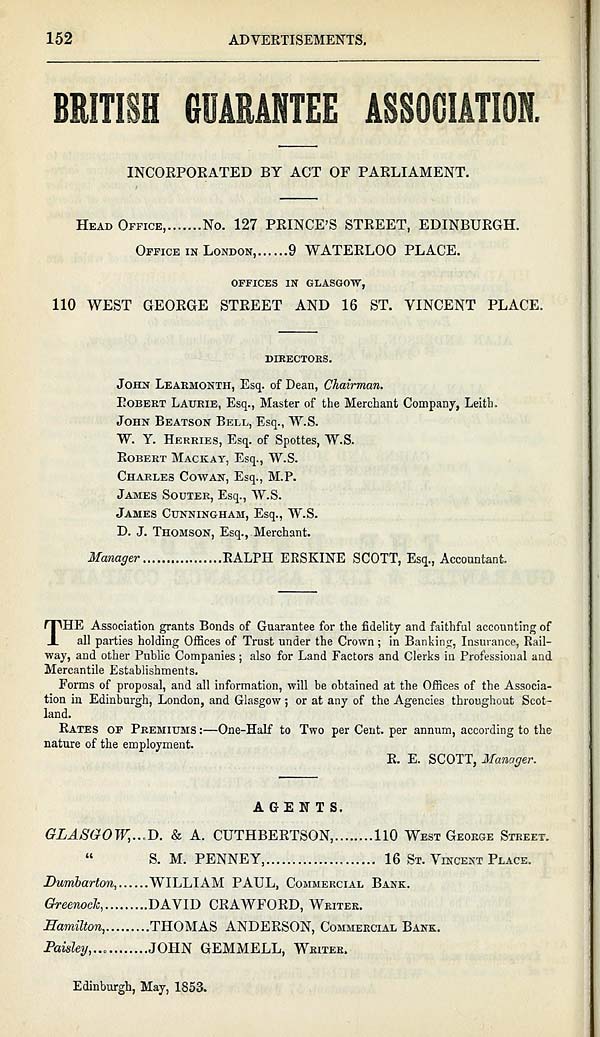 152 ADVERTISEMENTS.
BRITISH GUARANTEE ASSOCIATION.
INCORPORATED BY ACT OF PARLIAMENT.
HEAD OFFICE,.......No. 127 PRINCE'S STREET, EDINBURGH.
OFFICE IN LONDON,......9 WATERLOO PLACE.
OFFICES IN GLASGOW,
110 WEST GEORGE STREET AND 16 ST. VINCENT PLACE.
DIRECTORS.
JOHN LEARMONTH, Esq. of Dean, Chairman.
ROBERT LAURIE, Esq., Master of the Merchant Company, Leith.
JOHN BEATSON BELL, Esq., W.S.
W. Y. HERRIES, Esq. of Spottes, W.S.
ROBERT MACKAY, Esq., W.S.
CHARLES COWAN, Esq., M.P.
JAMES SOUTER, Esq., W.S.
JAMES CUNNINGHAM, Esq., W.S.
D. J. THOMSON, Esq., Merchant.
Manager.................RALPH ERSKINE SCOTT, Esq., Accountant.
THE Association grants Bonds of Guarantee for the fidelity and faithful accounting of
all parties holding Offices of Trust under the Crown; in Banking, Insurance, Rail-
way, and other Public Companies; also for Land Factors and Clerks in Professional and
Mercantile Establishments.
Forms of proposal, and all information, will be obtained at the Offices of the Associa-
tion in Edinburgh, London, and Glasgow; or at any of the Agencies throughout Scot-
land.
RATES OF PREMIUMS:—One-Half to Two per Cent. per annum, according to the
nature of the employment.
R. E. SCOTT, Manager.
AGENTS.
GLASGOW,...D. & A. CUTHBERTSON,........110 WEST GEORGE STREET.
" S. M. PENNEY,..................... 16 ST. VINCENT PLACE.
Dumbarton,......WILLIAM PAUL, COMMERCIAL BANK.
Greenock,........DAVID CRAWFORD, WRITER.
Hamilton,.........THOMAS ANDERSON, COMMERCIAL BANK.
Paisley,...........JOHN GEMMELL, WRITER.
Edinburgh, May, 1853.